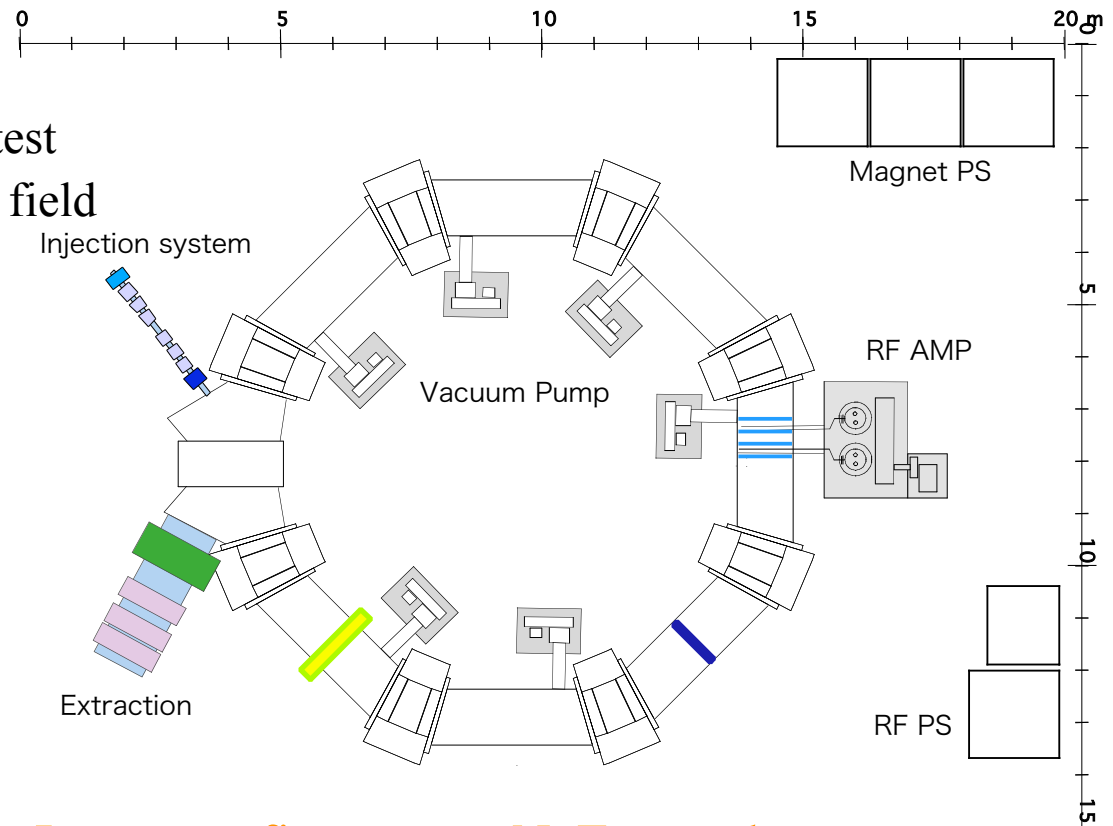 0 5 10 15 20 m
0
test
Magnet PS
field
Injection system
5
RF AMP
Vacuum Pump
10
Extraction
RF PS
15